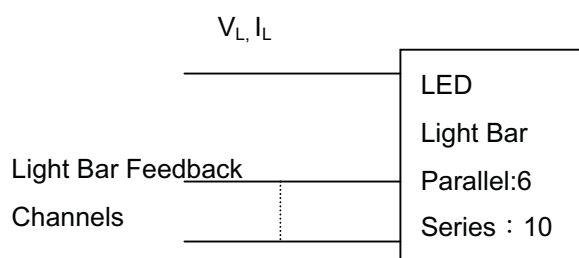 VL, IL
LED
Light Bar
Parallel:6
Series：10
Light Bar Feedback
Channels